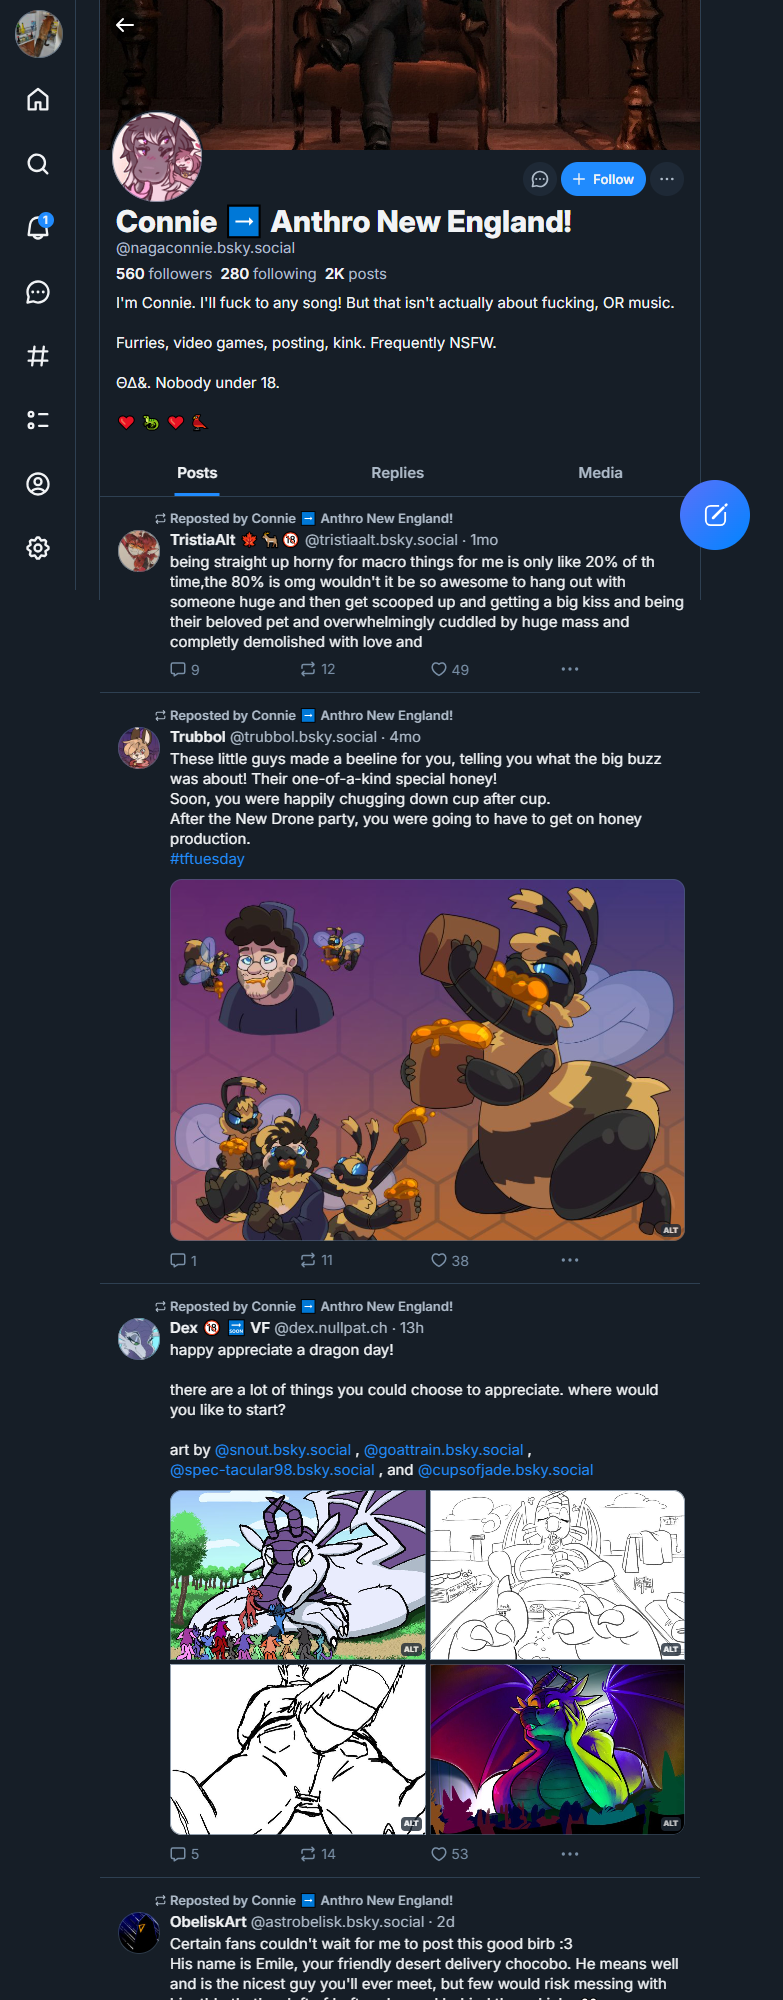 1
Follow
Connie ➡️ Anthro New England!
@nagaconnie.bsky.social
560 followers 280 following 2K posts
I'm Connie. I'll fuck to any song! But that isn't actually about fucking, OR music.
Furries, video games, posting, kink. Frequently NSFW.
ΘΔ&. Nobody under 18.
❤️ 🐉 ❤️ 🐦
Posts Replies Media
Reposted by Connie ➡️ Anthro New England!
TristiaAlt 🍁 🐐 🔞 @tristiaalt.bsky.social · 1mo
being straight up horny for macro things for me is only like 20% of th
time,the 80% is omg wouldn't it be so awesome to hang out with
someone huge and then get scooped up and getting a big kiss and being
their beloved pet and overwhelmingly cuddled by huge mass and
completly demolished with love and
9 12 49
Reposted by Connie ➡️ Anthro New England!
Trubbol @trubbol.bsky.social · 4mo
These little guys made a beeline for you, telling you what the big buzz
was about! Their one-of-a-kind special honey!
Soon, you were happily chugging down cup after cup.
After the New Drone party, you were going to have to get on honey
production.
#tftuesday
ALT
1 11 38
Reposted by Connie ➡️ Anthro New England!
Dex 🔞 🔜 VF @dex.nullpat.ch · 13h
happy appreciate a dragon day!
there are a lot of things you could choose to appreciate. where would
you like to start?
art by @snout.bsky.social , @goattrain.bsky.social ,
@spec-tacular98.bsky.social , and @cupsofjade.bsky.social
ALT ALT
ALT ALT
5 14 53
Reposted by Connie ➡️ Anthro New England!
ObeliskArt @astrobelisk.bsky.social · 2d
Certain fans couldn't wait for me to post this good birb :3
His name is Emile, your friendly desert delivery chocobo. He means well
and is the nicest guy you'll ever meet, but few would risk messing with